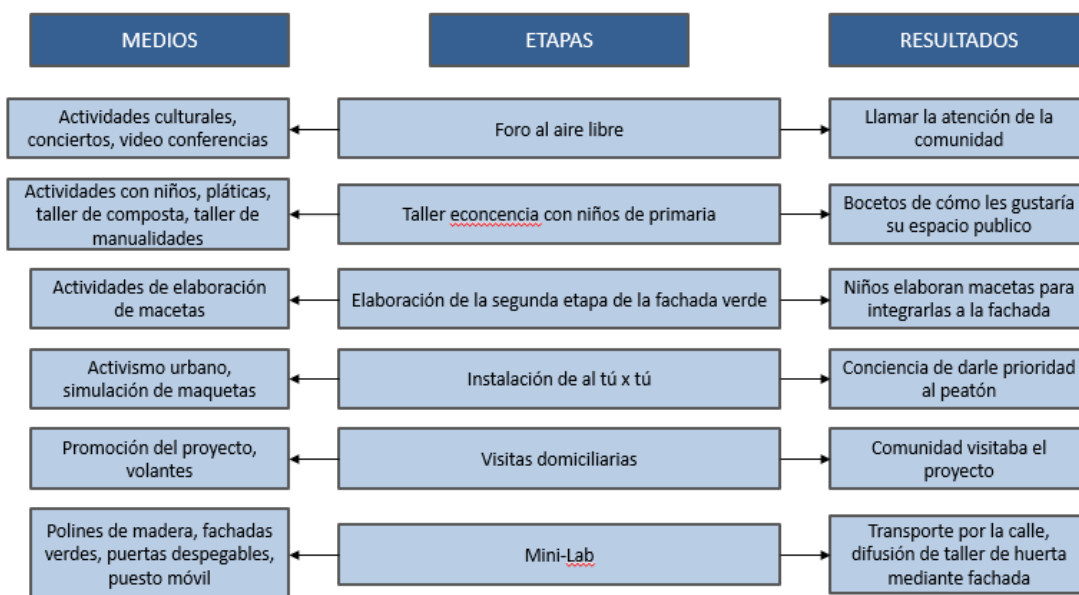 MEDIOS
ETAPAS
RESULTADOS
Actividades culturales,
conciertos, video conferencias
Foro al aire libre
Llamar la atención de la
comunidad
Actividades con niños, pláticas,
taller de composta, taller de
manualidades
Taller econcencia con niños de primaria
Bocetos de cómo les gustaría
su espacio publico
Actividades de elaboración
de macetas
Elaboración de la segunda etapa de la fachada verde
Niños elaboran macetas para
integrarlas a la fachada
Activismo urbano,
simulación de maquetas
Instalación de al tú x tú
Conciencia de darle prioridad
al peatón
Promoción del proyecto,
volantes
Visitas domiciliarias
Comunidad visitaba el
proyecto
Polines de madera, fachadas
verdes, puertas despegables,
puesto móvil
Mini-Lab
Transporte por la calle,
difusión de taller de huerta
mediante fachada